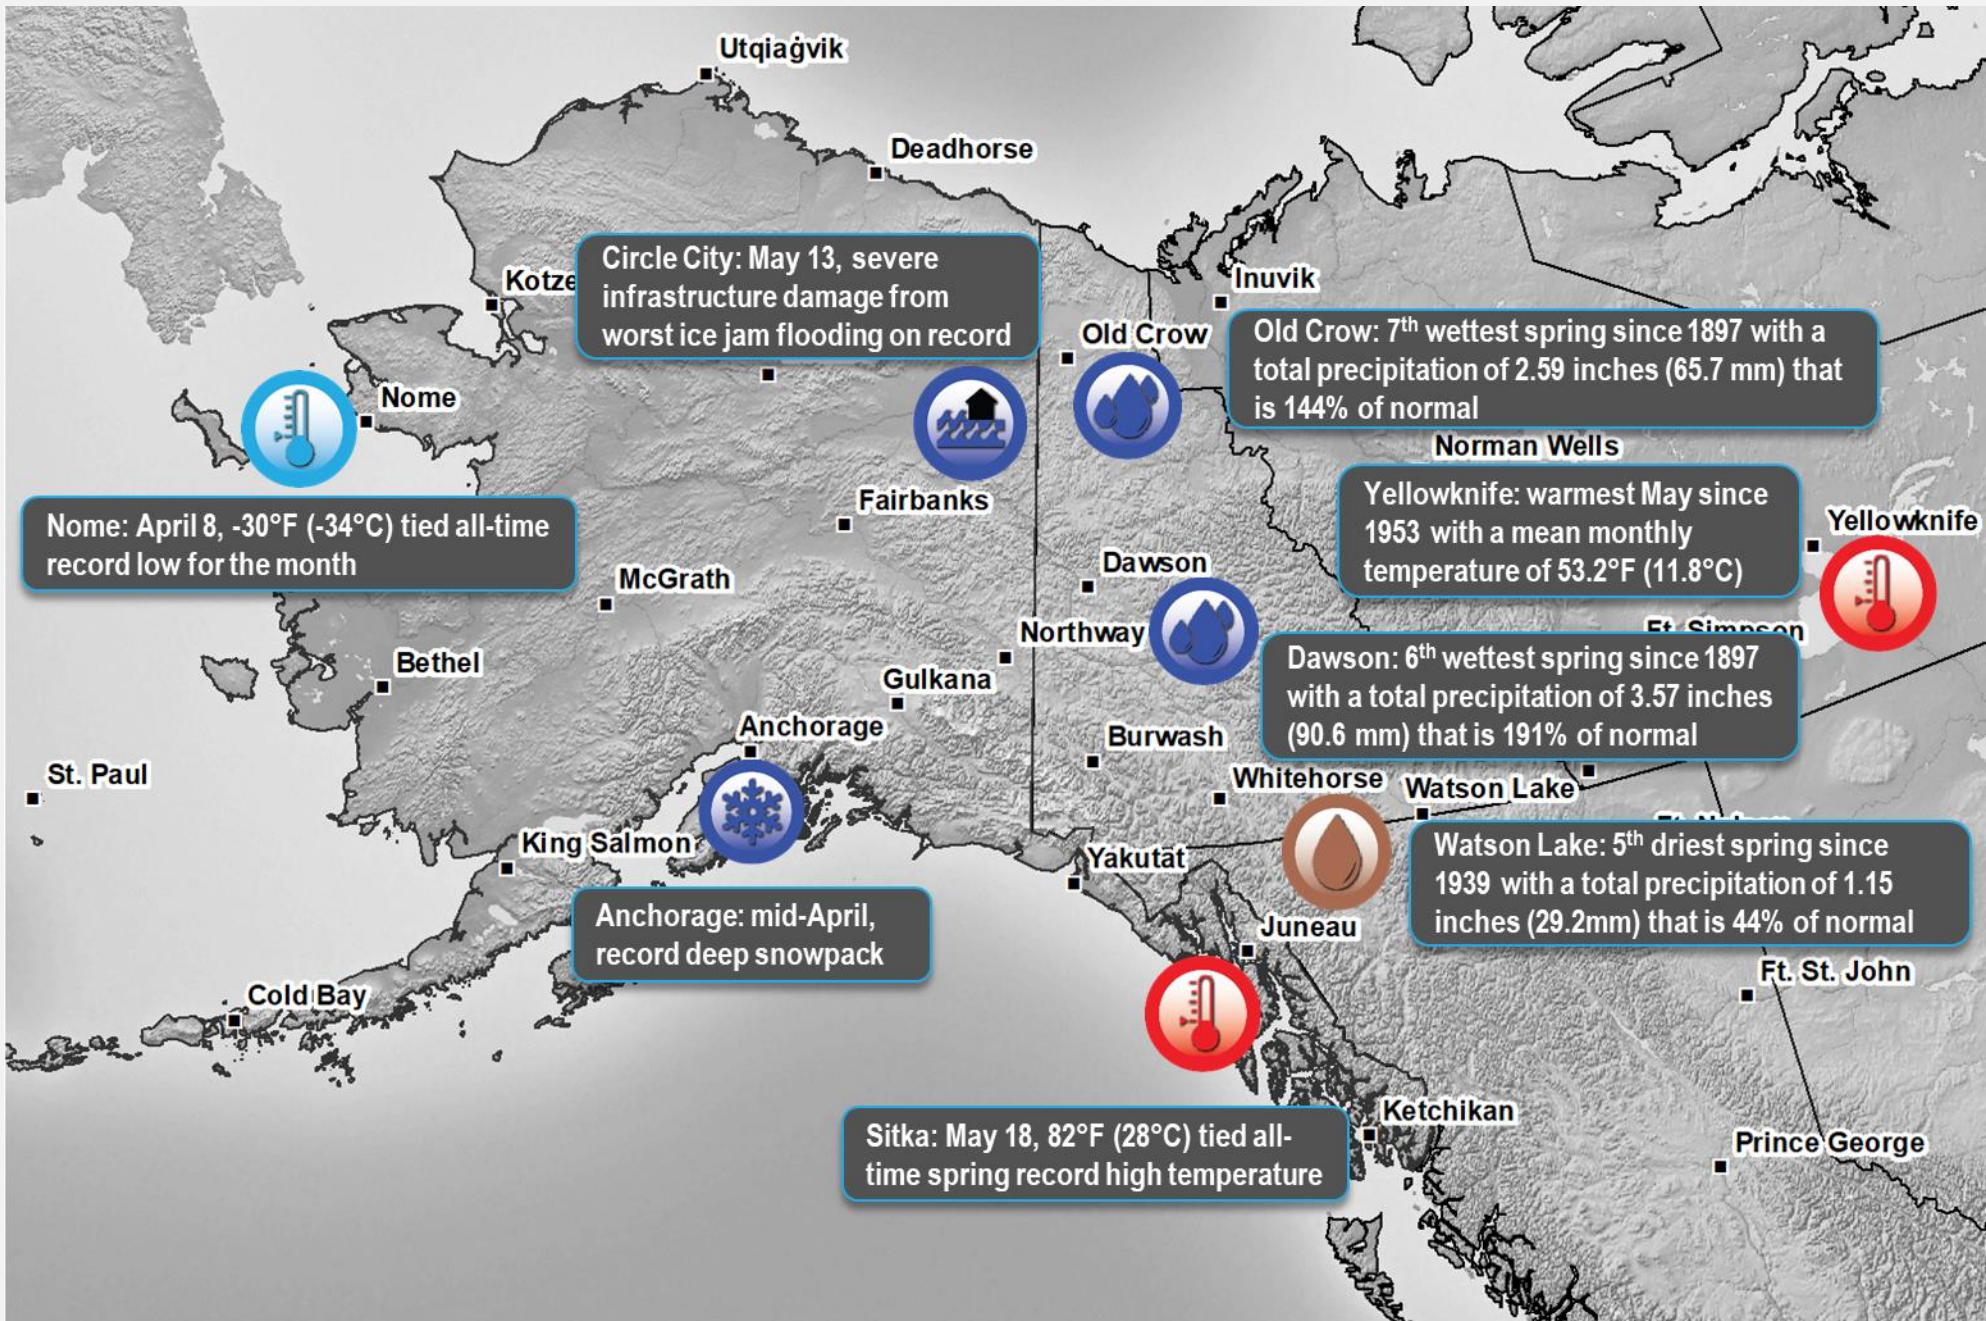 Utqiaġvik
Deadhorse
Circle City: May 13, severe
infrastructure damage from
worst ice jam flooding on record
Kotze
Inuvik
Old Crow
Old Crow: 7th wettest spring since 1897 with a
total precipitation of 2.59 inches (65.7 mm) that
is 144% of normal
Nome
Norman Wells
Fairbanks
Nome: April 8, -30°F (-34°C) tied all-time
record low for the month
Yellowknife: warmest May since
1953 with a mean monthly
temperature of 53.2°F (11.8°C)
Yellowknife
Dawson
McGrath
Northway
Ft. Simpson
Bethel
Gulkana
Dawson: 6th wettest spring since 1897
with a total precipitation of 3.57 inches
(90.6 mm) that is 191% of normal
Anchorage
Burwash
St. Paul
Whitehorse
Watson Lake
King Salmon
Yakutat
Watson Lake: 5th driest spring since
1939 with a total precipitation of 1.15
inches (29.2mm) that is 44% of normal
Anchorage: mid-April,
record deep snowpack
Juneau
Ft. St. John
Cold Bay
Ketchikan
Sitka: May 18, 82°F (28°C) tied all-
time spring record high temperature
Prince George